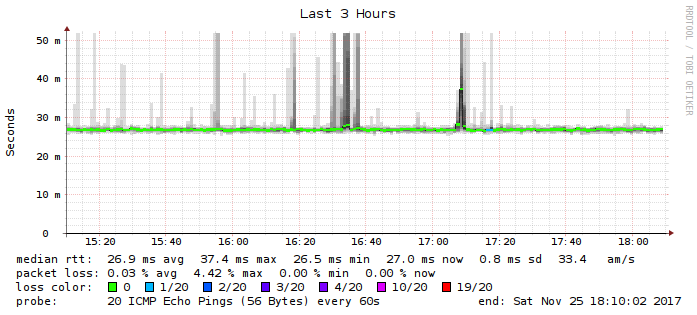 Last 3 Hours
RRDTOOL / TOBI OETIKER
Seconds
50 m
40 m
30 m
20 m
10 m
0
15:20 15:40 16:00 16:20 16:40 17:00 17:20 17:40 18:00
median rtt: 26.9 ms avg 37.4 ms max 26.5 ms min 27.0 ms now 0.8 ms sd 33.4 am/s
packet loss: 0.03 % avg 4.42 % max 0.00 % min 0.00 % now
loss color: 0 1/20 2/20 3/20 4/20 10/20 19/20
probe: 20 ICMP Echo Pings (56 Bytes) every 60s end: Sat Nov 25 18:10:02 2017